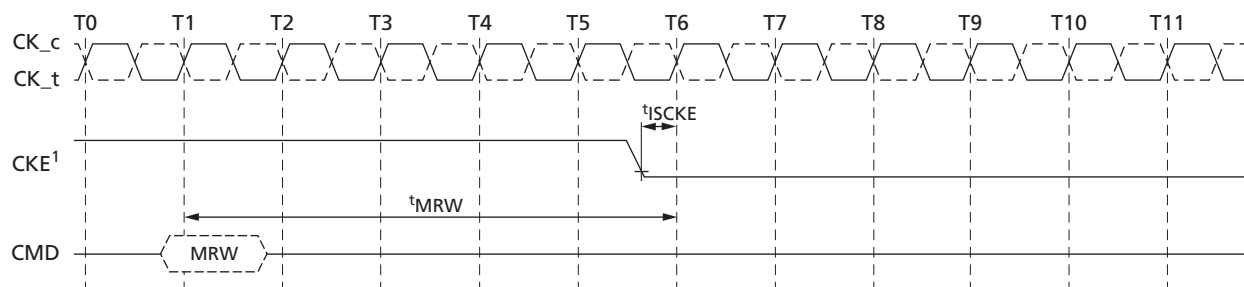 T0 T1 T2 T3 T4 T5 T6 T7 T8 T9 T10 T11
CK_c
CK_t
tISCKE
CKE1
tMRW
CMD MRW